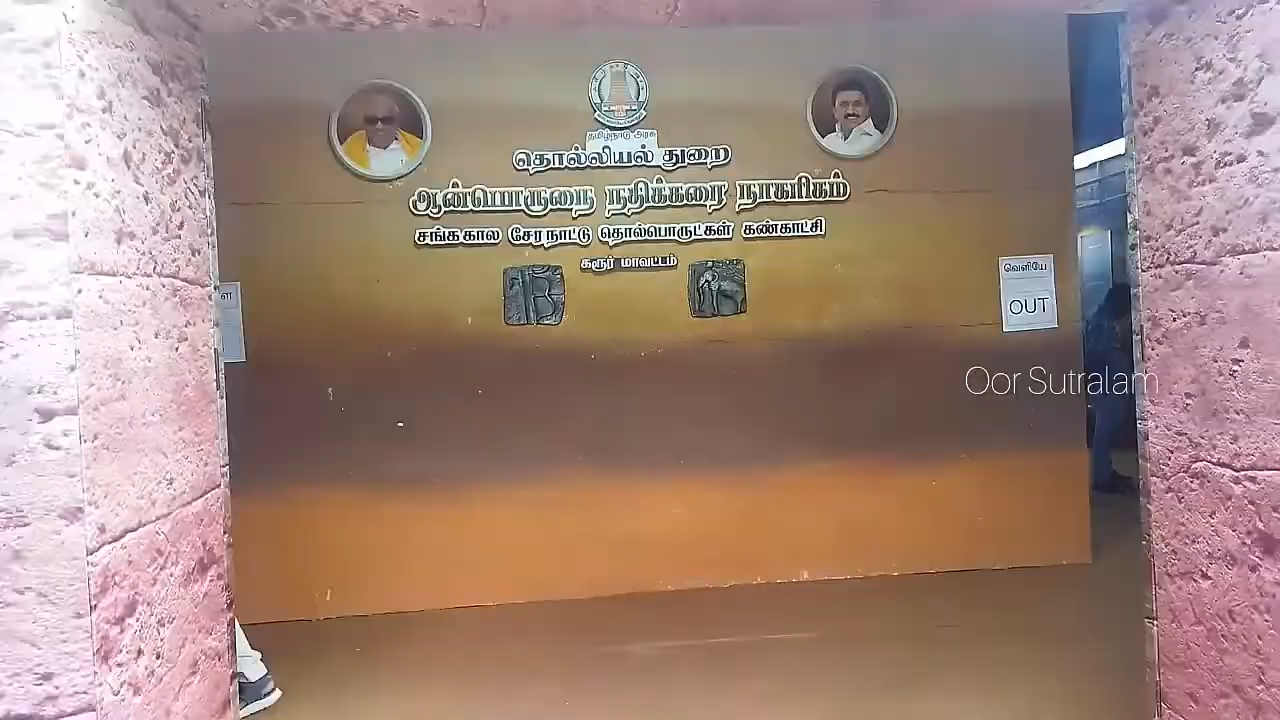 தமிழ்நாடு அரசு
தொல்லியல் துறை
ஆன்பொருநை நதிக்கரை நாகரிகம்
சங்க கால சேர நாட்டு தொல்பொருட்கள் கண்காட்சி
கரூர் மாவட்டம்
வெளியே
OUT
Oor Sutralam